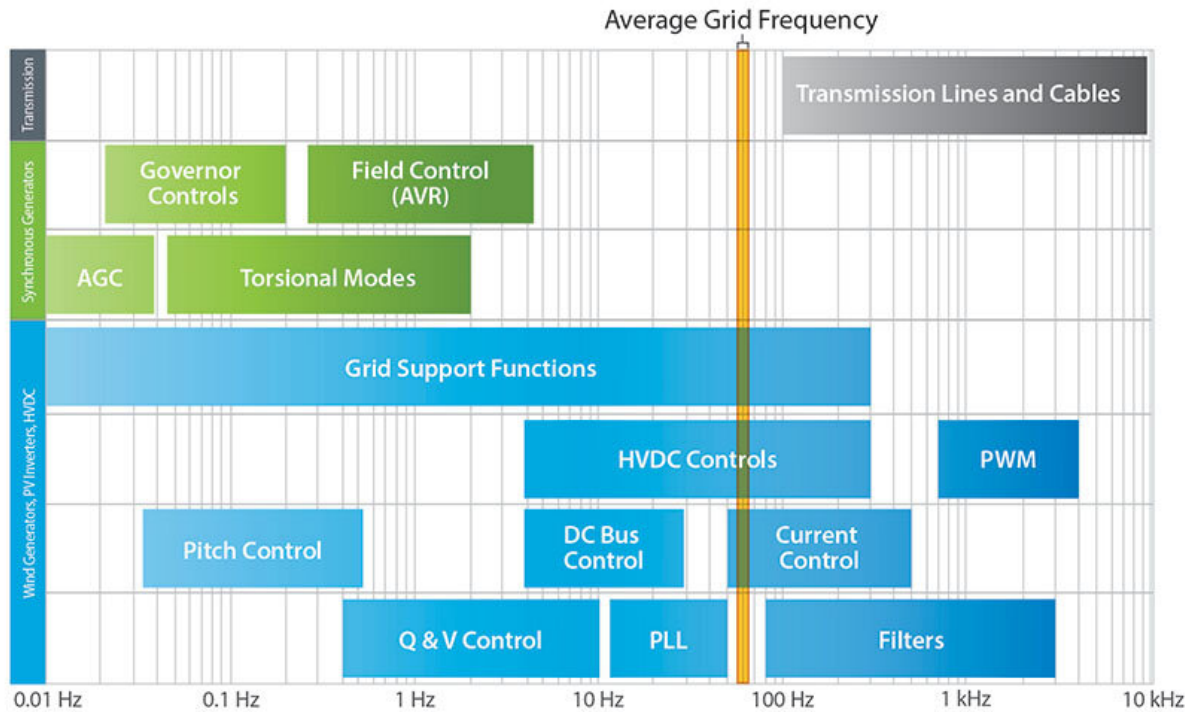 Average Grid Frequency
Transmission
Transmission Lines and Cables
Synchronous Generators
Governor
Controls
Field Control
(AVR)
AGC
Torsional Modes
Wind Generators, PV Inverters, HVDC
Grid Support Functions
HVDC Controls
PWM
Pitch Control
DC Bus
Control
Current
Control
Q & V Control
PLL
Filters
0.01 Hz
0.1 Hz
1 Hz
10 Hz
100 Hz
1 kHz
10 kHz